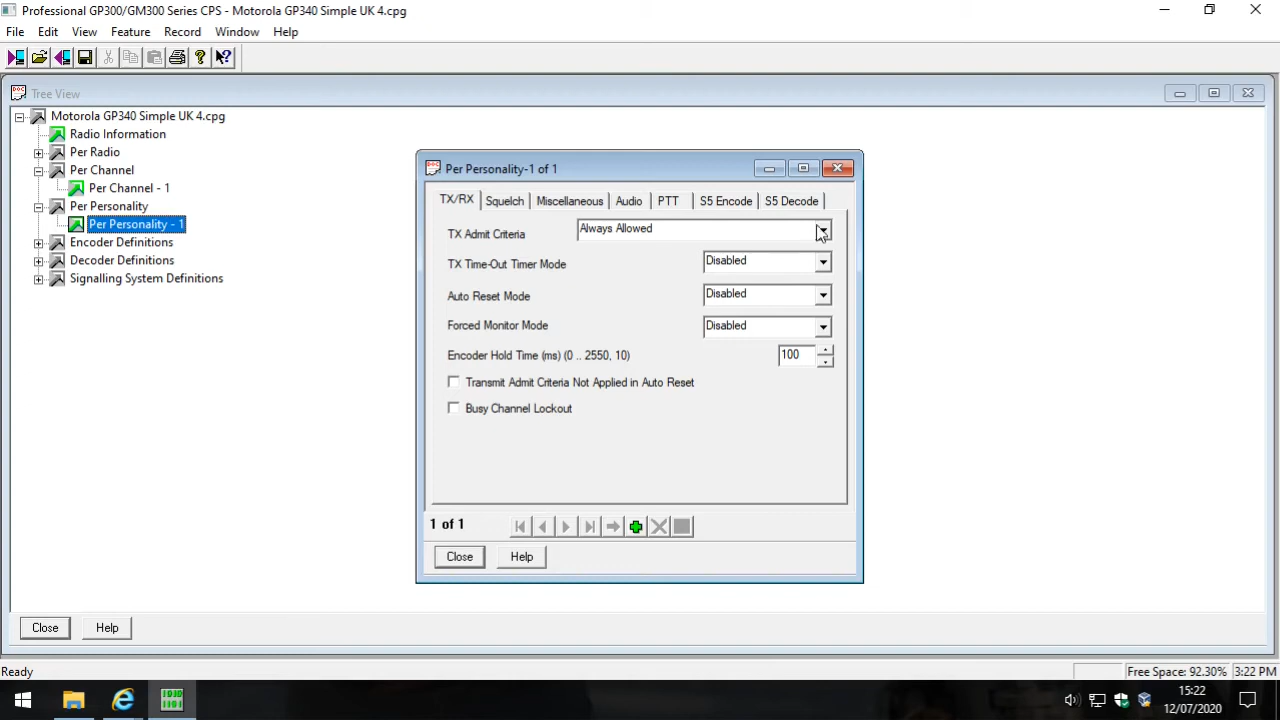 Professional GP300/GM300 Series CPS - Motorola GP340 Simple UK 4.cpg
File Edit View Feature Record Window Help
Tree View
Motorola GP340 Simple UK 4.cpg
Radio Information
Per Radio
Per Channel
Per Channel - 1
Per Personality
Per Personality - 1
Encoder Definitions
Decoder Definitions
Signalling System Definitions
Per Personality-1 of 1
TX/RX Squelch Miscellaneous Audio PTT S5 Encode S5 Decode
TX Admit Criteria Always Allowed
TX Time-Out Timer Mode Disabled
Auto Reset Mode Disabled
Forced Monitor Mode Disabled
Encoder Hold Time (ms) (0 .. 2550, 10) 100
Transmit Admit Criteria Not Applied in Auto Reset
Busy Channel Lockout
1 of 1
Close Help
Close Help
Ready Free Space: 92.30% 3:22 PM
15:22
12/07/2020